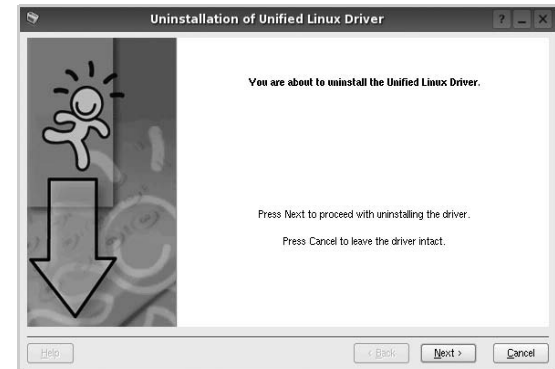 Uninstallation of Unified Linux Driver
?
You are about to uninstall the Unified Linux Driver.
Press Next to proceed with uninstalling the driver.
Press Cancel to leave the driver intact.
Help
< Back
Next >
Cancel